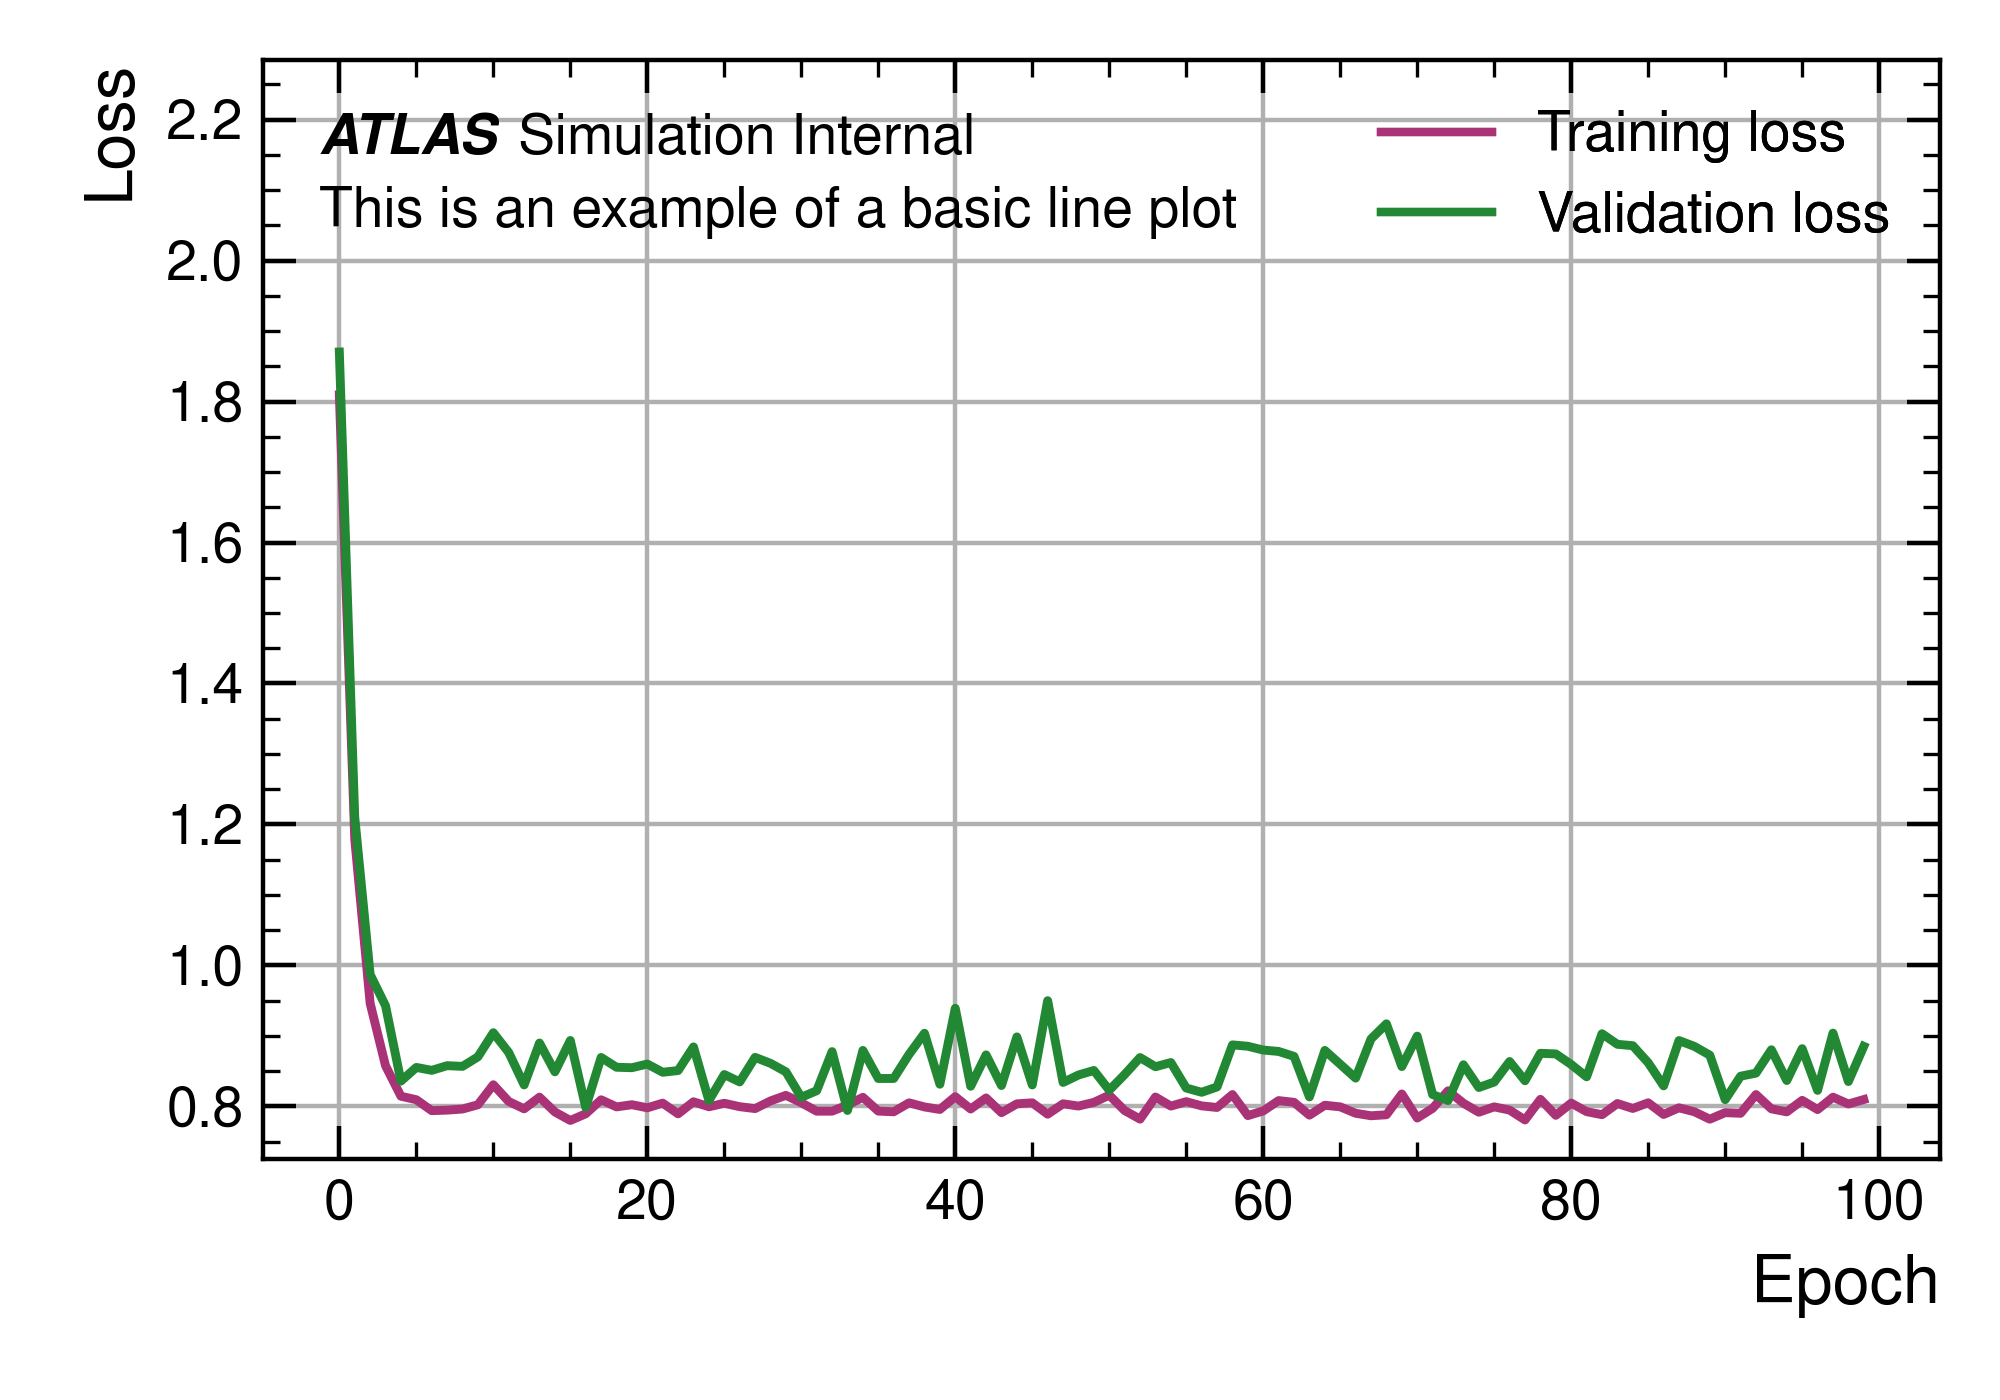 Loss
ATLAS Simulation Internal
This is an example of a basic line plot
Training loss
Validation loss
2.2
2.0
1.8
1.6
1.4
1.2
1.0
0.8
0 20 40 60 80 100
Epoch